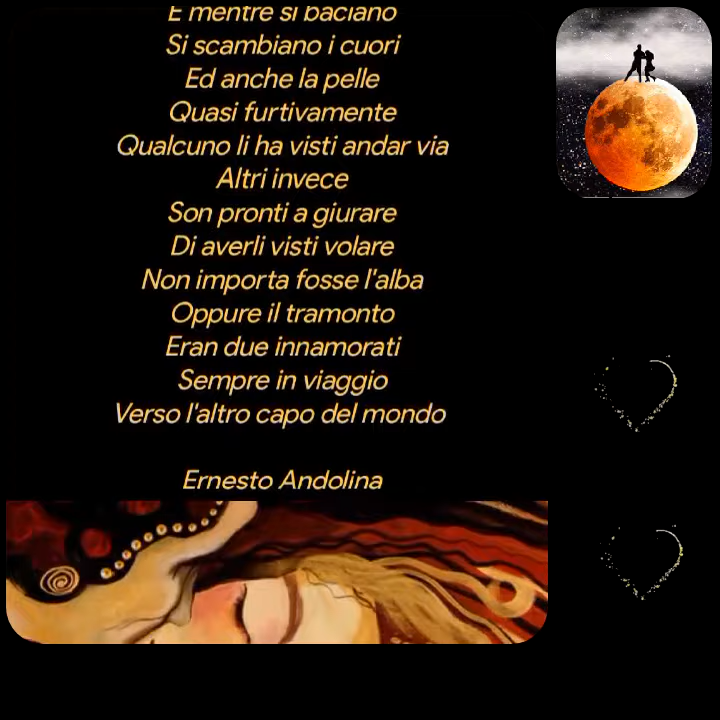 E mentre si baciano
Si scambiano i cuori
Ed anche la pelle
Quasi furtivamente
Qualcuno li ha visti andar via
Altri invece
Son pronti a giurare
Di averli visti volare
Non importa fosse l'alba
Oppure il tramonto
Eran due innamorati
Sempre in viaggio
Verso l'altro capo del mondo
Ernesto Andolina